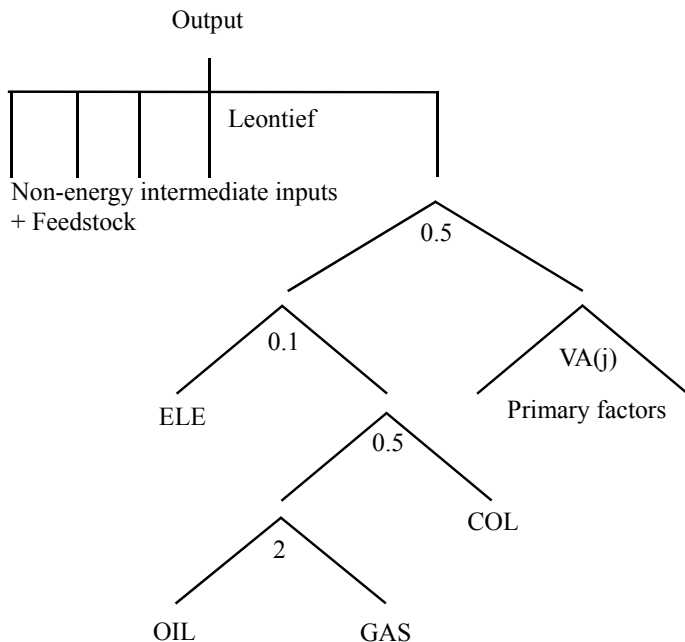 Output
Leontief
Non-energy intermediate inputs
+ Feedstock
0.5
0.1
VA(j)
ELE
Primary factors
0.5
COL
2
OIL
GAS